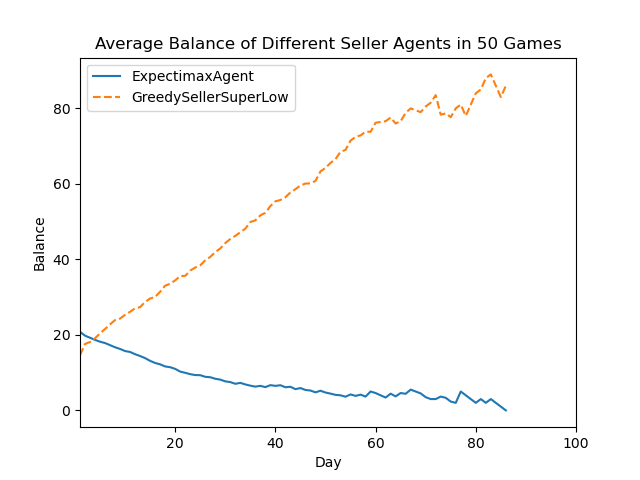 Average Balance of Different Seller Agents in 50 Games
ExpectimaxAgent
GreedySellerSuperLow
80
60
40
20
0
Balance
20 40 60 80 100
Day